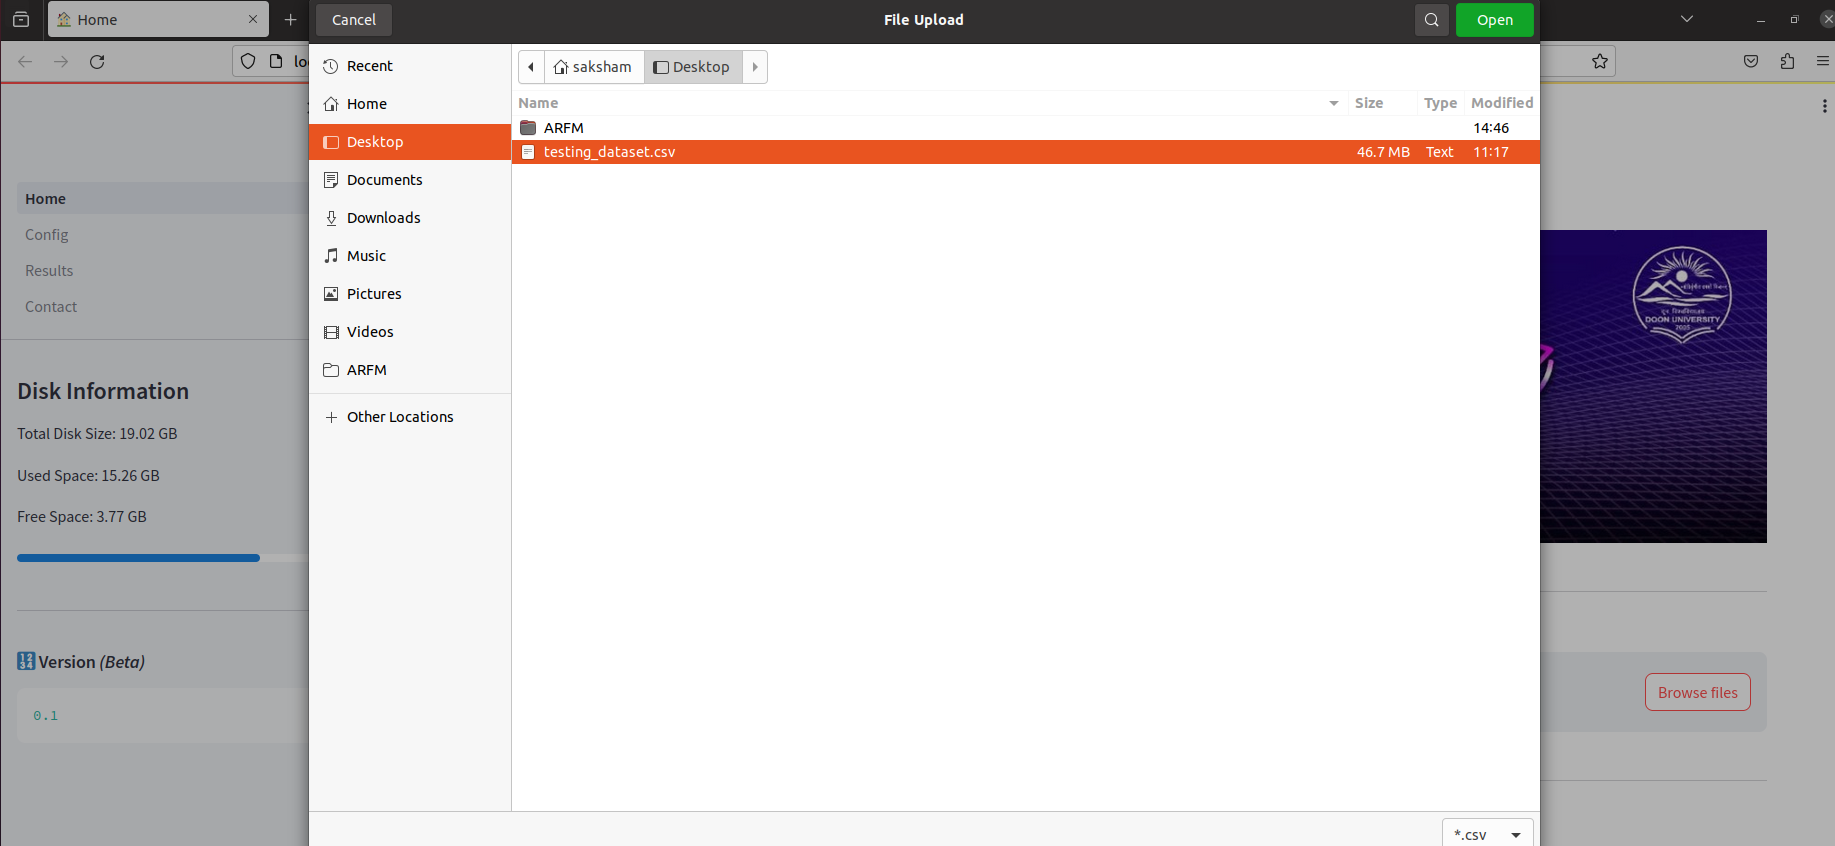 Home
Cancel
File Upload
Open
lo
saksham
Desktop
Recent
Home
Desktop
Documents
Downloads
Music
Pictures
Videos
ARFM
Other Locations
Name Size Type Modified
ARFM 14:46
testing_dataset.csv 46.7 MB Text 11:17
Home
Config
Results
Contact
Disk Information
Total Disk Size: 19.02 GB
Used Space: 15.26 GB
Free Space: 3.77 GB
1234 Version (Beta)
0.1
DOON UNIVERSITY
2005
Browse files
*.csv